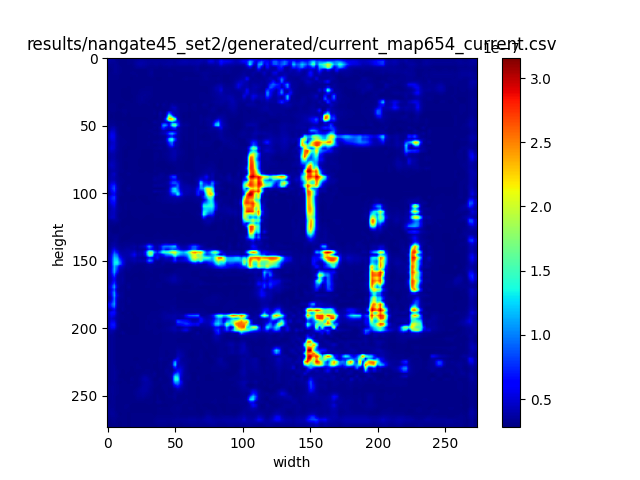 results/nangate45_set2/generated/current_map654_current.csv
1e−7
0
50
100
150
200
250
height
0 50 100 150 200 250
width
3.0
2.5
2.0
1.5
1.0
0.5